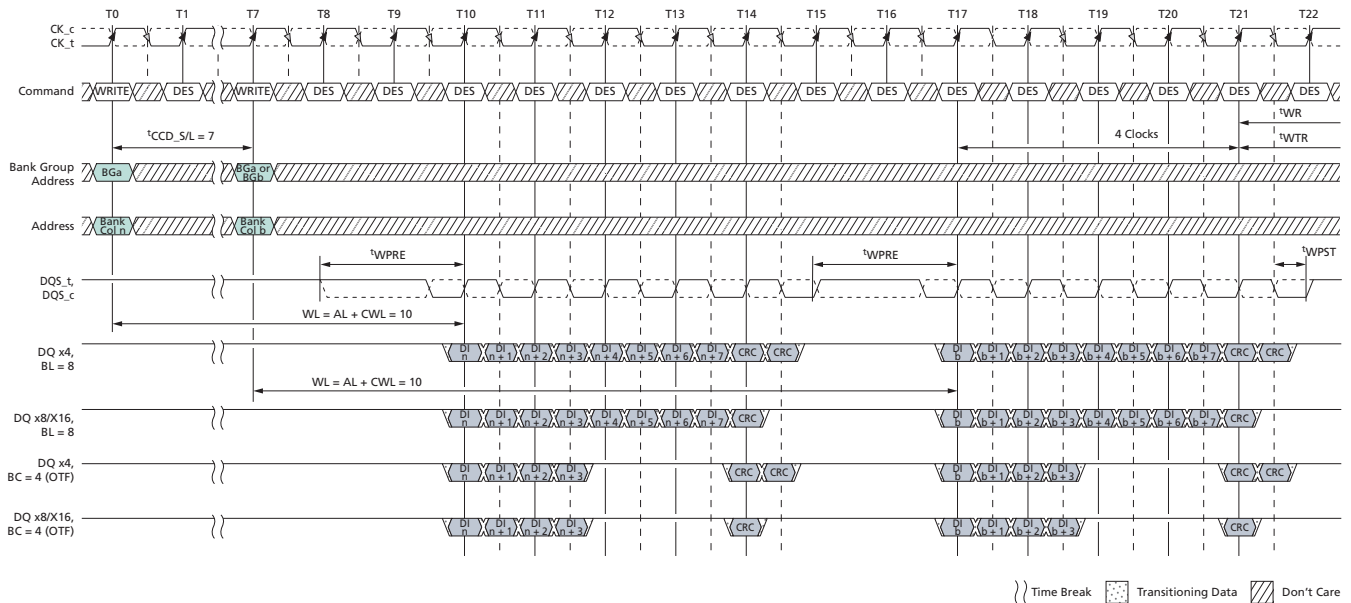 T0 T1 T7 T8 T9 T10 T11 T12 T13 T14 T15 T16 T17 T18 T19 T20 T21 T22
CK_c
CK_t
Command WRITE DES WRITE DES DES DES DES DES DES DES DES DES DES DES DES DES DES DES
tWR
tCCD_S/L = 7 4 Clocks tWTR
Bank Group Address BGa BGa or BGb
Address Bank Col n Bank Col b
tWPRE tWPRE tWPST
DQS_t,
DQS_c
WL = AL + CWL = 10
DQ x4,
BL = 8
DI n DI n + 1 DI n + 2 DI n + 3 DI n + 4 DI n + 5 DI n + 6 DI n + 7 CRC CRC DI b DI b + 1 DI b + 2 DI b + 3 DI b + 4 DI b + 5 DI b + 6 DI b + 7 CRC CRC
WL = AL + CWL = 10
DQ x8/X16,
BL = 8
DI n DI n + 1 DI n + 2 DI n + 3 DI n + 4 DI n + 5 DI n + 6 DI n + 7 CRC DI b DI b + 1 DI b + 2 DI b + 3 DI b + 4 DI b + 5 DI b + 6 DI b + 7 CRC
DQ x4,
BC = 4 (OTF)
DI n DI n + 1 DI n + 2 DI n + 3 CRC CRC DI b DI b + 1 DI b + 2 DI b + 3 CRC CRC
DQ x8/X16,
BC = 4 (OTF)
DI n DI n + 1 DI n + 2 DI n + 3 CRC DI b DI b + 1 DI b + 2 DI b + 3 CRC
Time Break Transitioning Data Don't Care